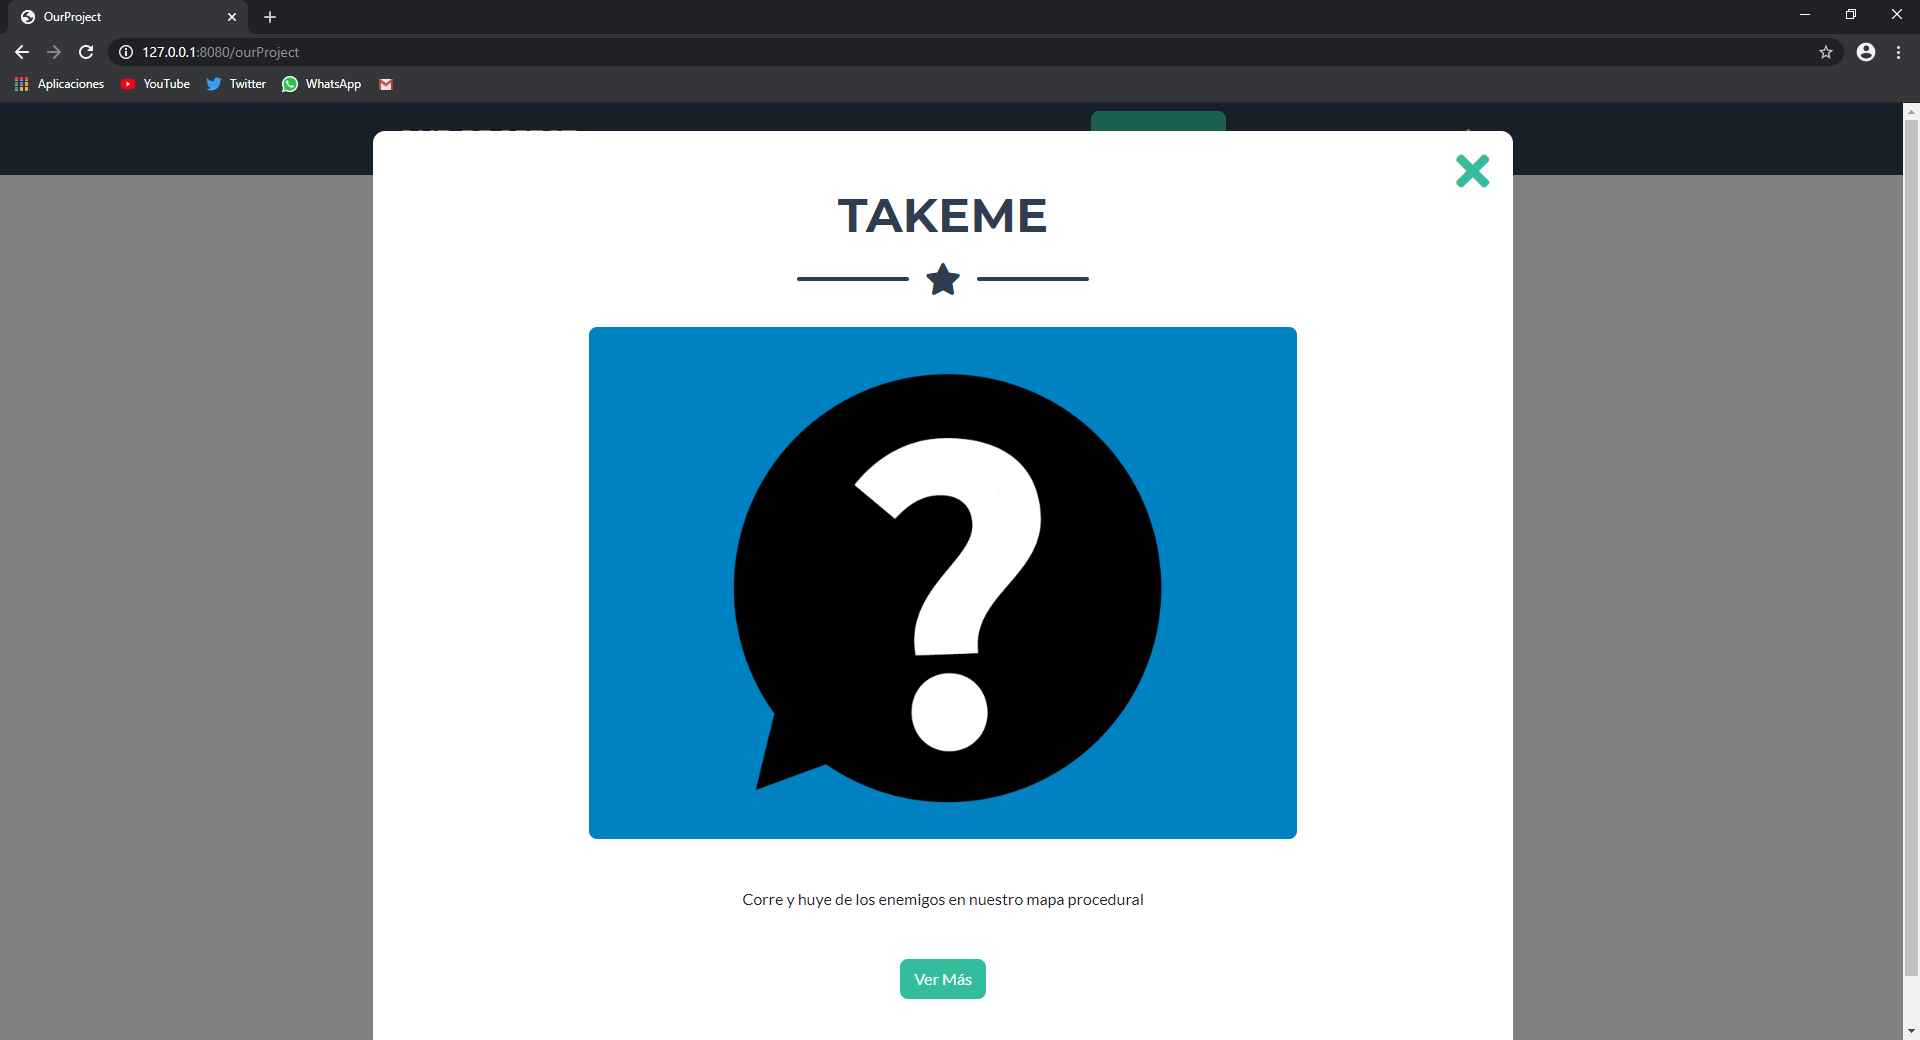 OurProject
127.0.0.1:8080/ourProject
Aplicaciones YouTube Twitter WhatsApp
TAKEME
?
Corre y huye de los enemigos en nuestro mapa procedural
Ver Más